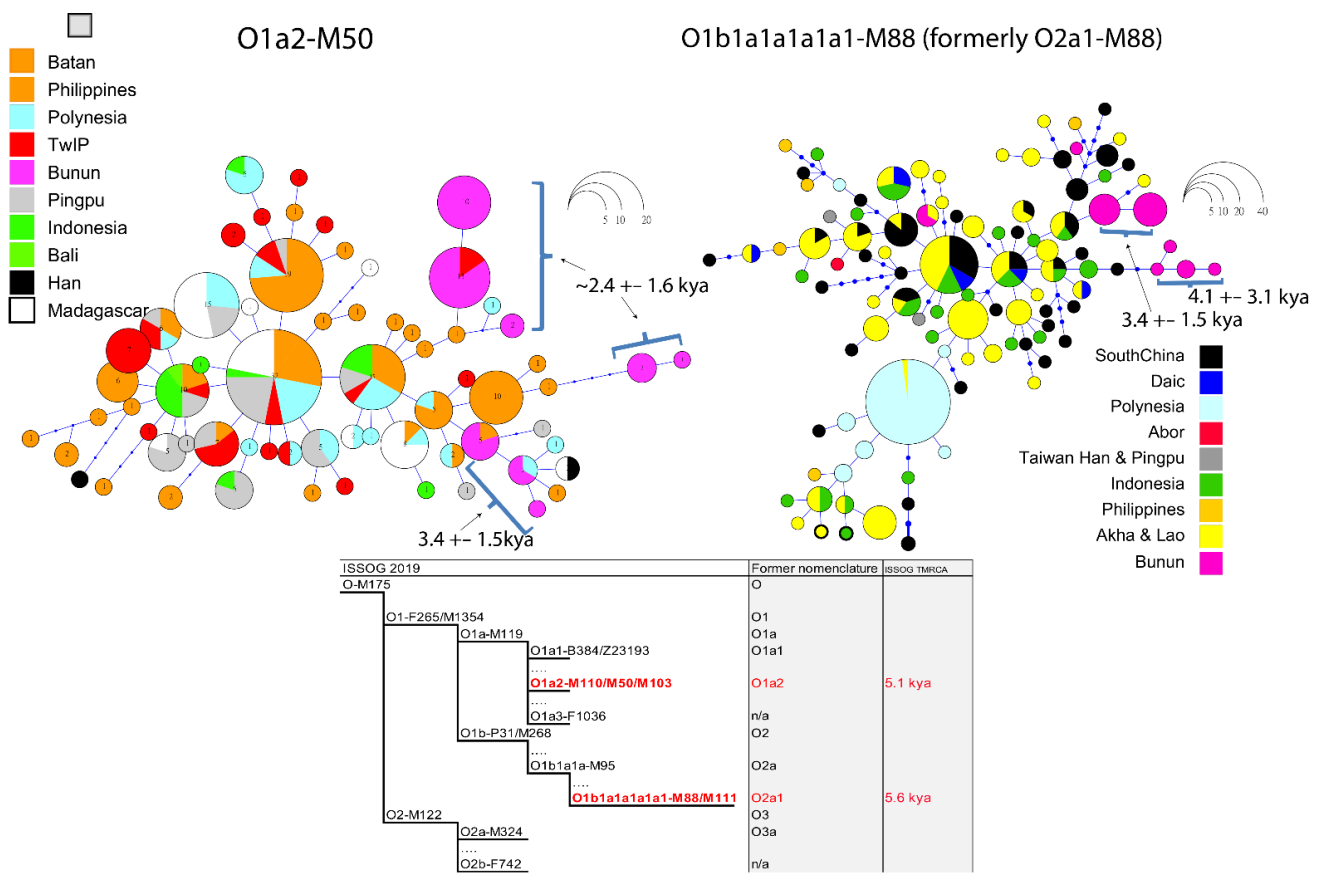 O1a2-M50
O1b1a1a1a1a1-M88 (formerly O2a1-M88)
Batan
Philippines
Polynesia
TwIP
Bunun
Pingpu
Indonesia
Bali
Han
Madagascar
5 10 20
~2.4 +– 1.6 kya
3.4 +– 1.5kya
5 10 20 40
4.1 +– 3.1 kya
3.4 +– 1.5 kya
SouthChina
Daic
Polynesia
Abor
Taiwan Han & Pingpu
Indonesia
Philippines
Akha & Lao
Bunun
ISSOG 2019 Former nomenclature ISSOG TMRCA
O-M175 O
O1-F265/M1354 O1
O1a-M119 O1a
O1a1-B384/Z23193 O1a1
....
O1a2-M110/M50/M103 O1a2 5.1 kya
....
O1a3-F1036 n/a
O1b-P31/M268 O2
....
O1b1a1a-M95 O2a
....
O1b1a1a1a1a1-M88/M111 O2a1 5.6 kya
O2-M122 O3
O2a-M324 O3a
....
O2b-F742 n/a